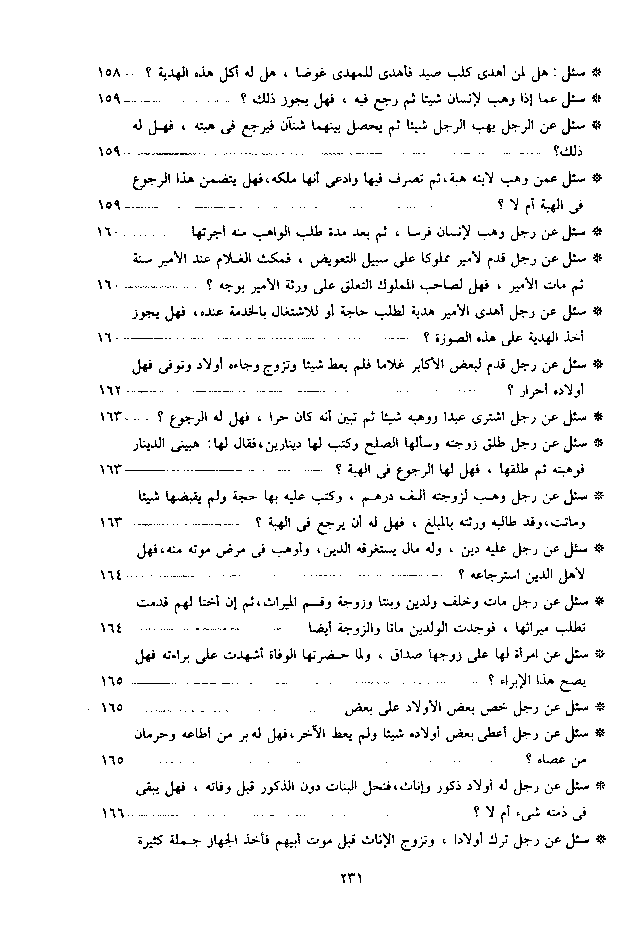 * سئل : هل لمن أهدى كلب صيد فأهدى للمهدى عوضا ، هل له أكل هذه الهدية ؟ ... ١٥٨
* سئل عما إذا وهب لإنسان شيئا ثم رجع فيه ، فهل يجوز ذلك ؟ ... ١٥٩
* سئل عن الرجل يهب الرجل شيئا ثم يحصل بينهما شنآن فيرجع فى هبته ، فهل له
ذلك؟ ... ١٥٩
* سئل عمن وهب لابنه هبة،ثم تصرف فيها وادعى أنها ملكه،فهل يتضمن هذا الرجوع
فى الهبة أم لا ؟ ... ١٥٩
* سئل عن رجل وهب لإنسان فرسا ، ثم بعد مدة طلب الواهب منه أجرتها ... ١٦٠
* سئل عن رجل قدم لأمير مملوكا على سبيل التعويض ، فمكث الغلام عند الأمير سنة
ثم مات الأمير ، فهل لصاحب المملوك التعلق على ورثة الأمير بوجه ؟ ... ١٦٠
* سئل عن رجل أهدى الأمير هدية لطلب حاجة أو للاشتغال بالخدمة عنده، فهل يجوز
أخذ الهدية على هذه الصورة ؟ ... ١٦٠
* سئل عن رجل قدم لبعض الأكابر غلاما فلم يعط شيئا وتزوج وجاءه أولاد وتوفى فهل
أولاده أحرار ؟ ... ١٦٢
* سئل عن رجل اشترى عبدا ووهبه شيئا ثم تبين أنه كان حرا ، فهل له الرجوع ؟ ... ١٦٣
* سئل عن رجل طلق زوجته وسألها الصلح وكتب لها دينارين،فقال لها: هبينى الدينار
فوهبته ثم طلقها ، فهل لها الرجوع فى الهبة ؟ ... ١٦٣
* سئل عن رجل وهب لزوجته ألف درهم ، وكتب عليه بها حجة ولم يقبضها شيئا
وماتت،وقد طالبه ورثته بالمبلغ ، فهل له أن يرجع فى الهبة ؟ ... ١٦٣
* سئل عن رجل عليه دين ، وله مال يستغرقه الدين، وأوهب فى مرض موته منه،فهل
لأهل الدين استرجاعه ؟ ... ١٦٤
* سئل عن رجل مات وخلف ولدين وبنتا وزوجة وقسم الميراث،ثم إن أختا لهم قدمت
تطلب ميراثها ، فوجدت الولدين ماتا والزوجة أيضا ... ١٦٤
* سئل عن امرأة لها على زوجها صداق ، ولما حضرتها الوفاة أشهدت على براءته فهل
يصح هذا الإبراء ؟ ... ١٦٥
* سئل عن رجل خص بعض الأولاد على بعض ... ١٦٥
* سئل عن رجل أعطى بعض أولاده شيئا ولم يعط الآخر،فهل له بر من أطاعه وحرمان
من عصاه ؟ ... ١٦٥
* سئل عن رجل له أولاد ذكور وإناث،فنحل البنات دون الذكور قبل وفاته ، فهل يبقى
فى ذمته شىء أم لا ؟ ... ١٦٦
* سئل عن رجل ترك أولادا ، وتزوج الإناث قبل موت أبيهم فأخذ الجهاز جملة كثيرة
٢٣١